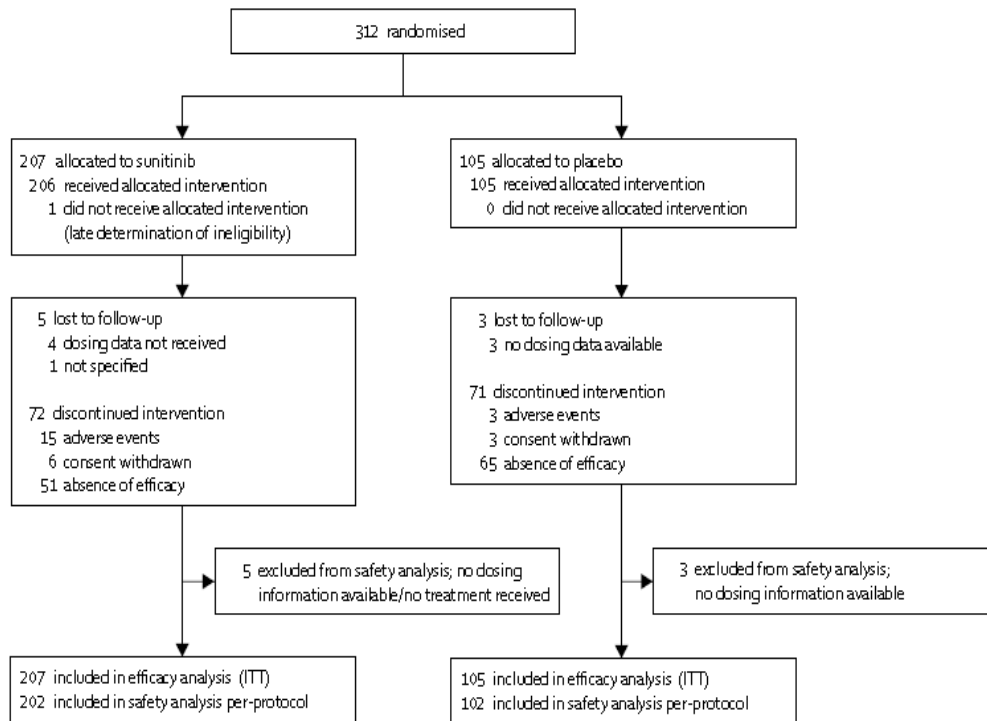 312 randomised
207 allocated to sunitinib
206 received allocated intervention
1 did not receive allocated intervention
(late determination of ineligibility)
105 allocated to placebo
105 received allocated intervention
0 did not receive allocated intervention
5 lost to follow-up
4 dosing data not received
1 not specified
72 discontinued intervention
15 adverse events
6 consent withdrawn
51 absence of efficacy
3 lost to follow-up
3 no dosing data available
71 discontinued intervention
3 adverse events
3 consent withdrawn
65 absence of efficacy
5 excluded from safety analysis; no dosing
information available/no treatment received
3 excluded from safety analysis;
no dosing information available
207 included in efficacy analysis (ITT)
202 included in safety analysis per-protocol
105 included in efficacy analysis (ITT)
102 included in safety analysis per-protocol